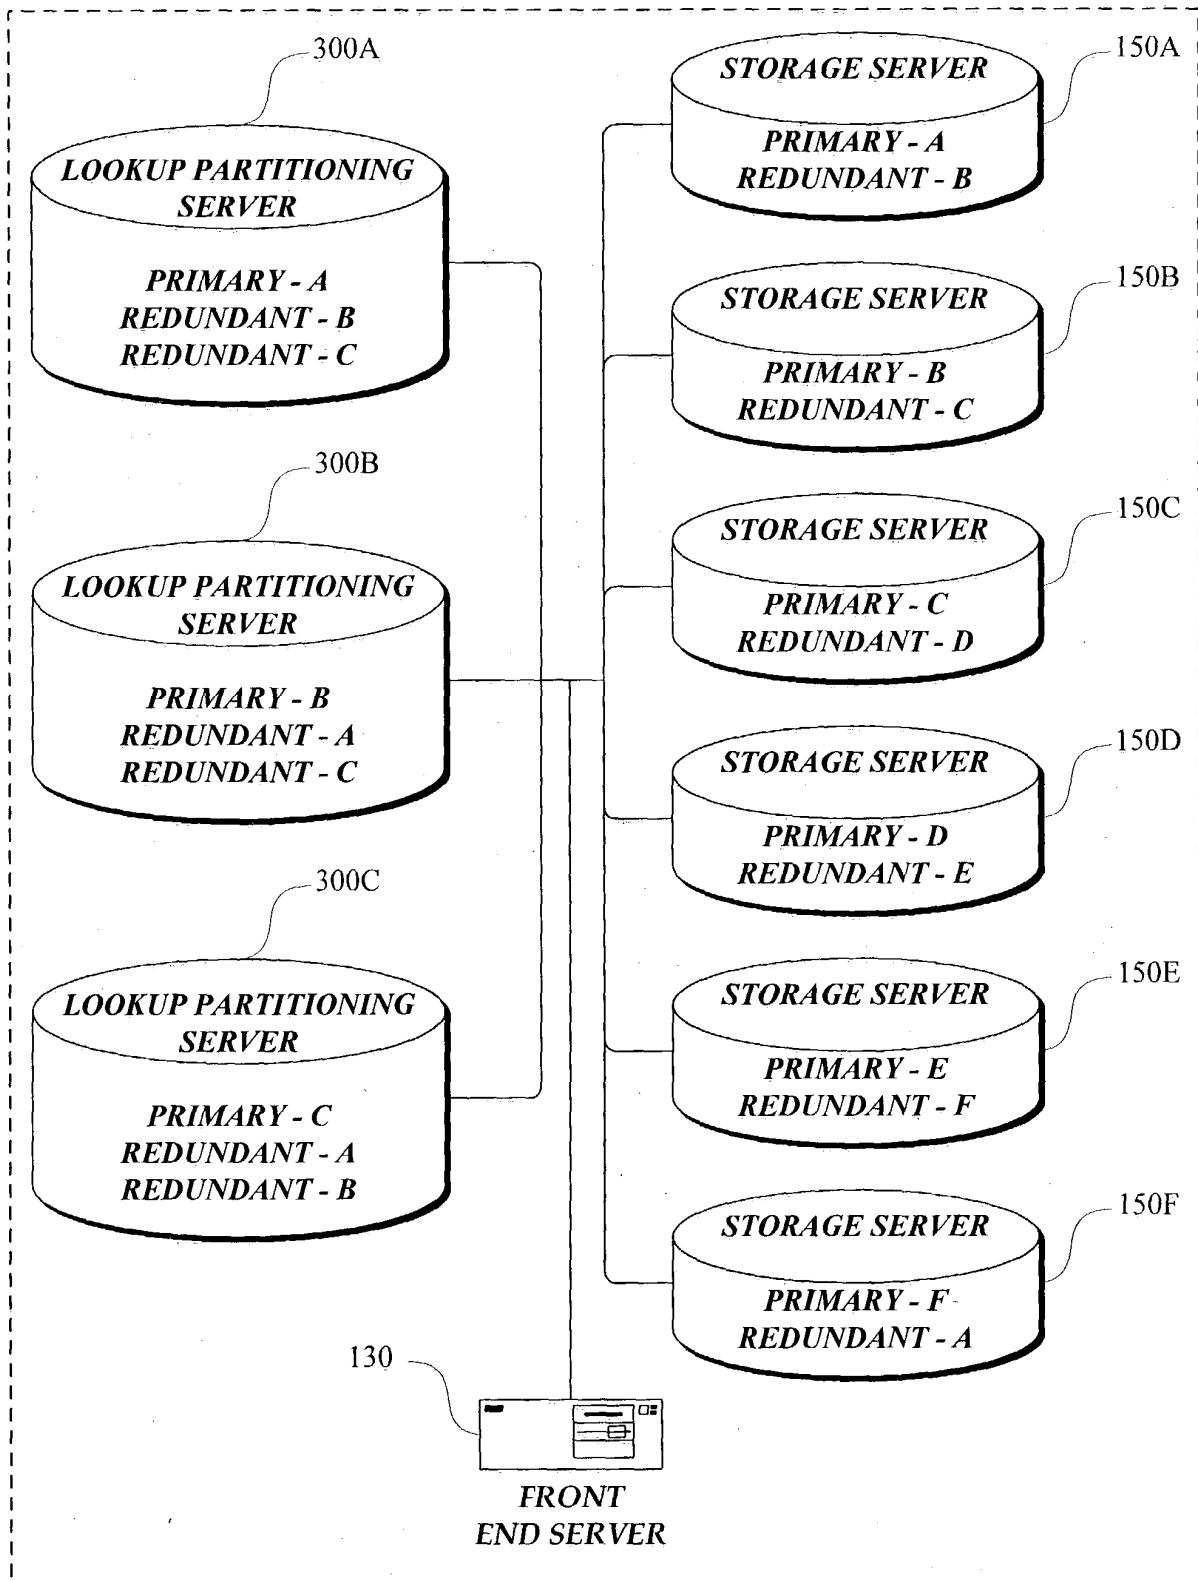 300A
LOOKUP PARTITIONING
SERVER
PRIMARY - A
REDUNDANT - B
REDUNDANT - C
300B
LOOKUP PARTITIONING
SERVER
PRIMARY - B
REDUNDANT - A
REDUNDANT - C
300C
LOOKUP PARTITIONING
SERVER
PRIMARY - C
REDUNDANT - A
REDUNDANT - B
150A
STORAGE SERVER
PRIMARY - A
REDUNDANT - B
150B
STORAGE SERVER
PRIMARY - B
REDUNDANT - C
150C
STORAGE SERVER
PRIMARY - C
REDUNDANT - D
150D
STORAGE SERVER
PRIMARY - D
REDUNDANT - E
150E
STORAGE SERVER
PRIMARY - E
REDUNDANT - F
150F
STORAGE SERVER
PRIMARY - F
REDUNDANT - A
130
FRONT
END SERVER